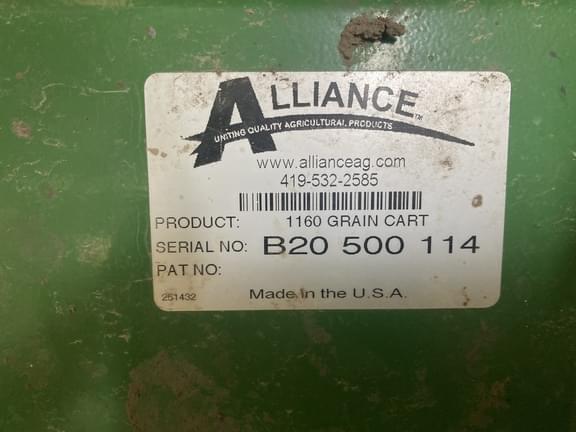 ALLIANCE™
UNITING QUALITY AGRICULTURAL PRODUCTS
www.allianceag.com
419-532-2585
PRODUCT: 1160 GRAIN CART
SERIAL NO: B20 500 114
PAT NO:
251432 Made in the U.S.A.